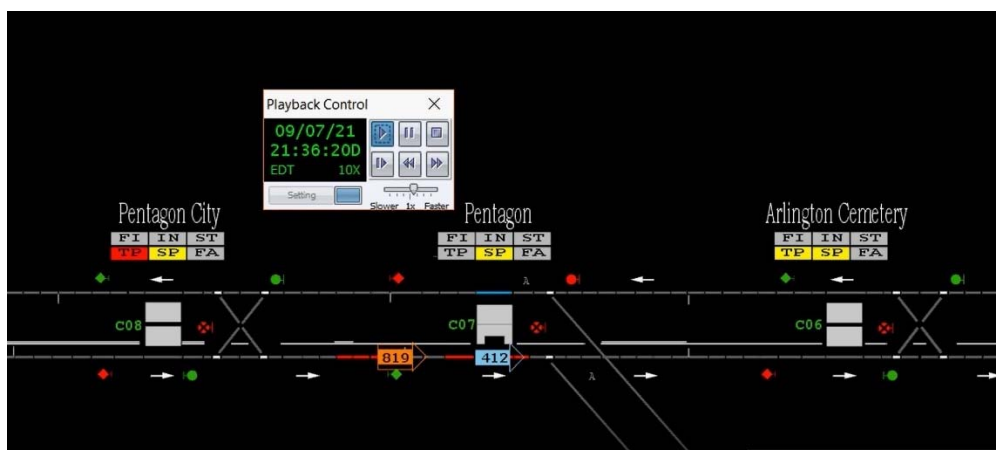 Playback Control
09/07/21
21:36:20D
EDT 10X
Setting
Slower 1x Faster
Pentagon City
Pentagon
Arlington Cemetery
FI IN ST
TP SP FA
FI IN ST
TP SP FA
FI IN ST
TP SP FA
A
C08
C07
C06
819
412
A